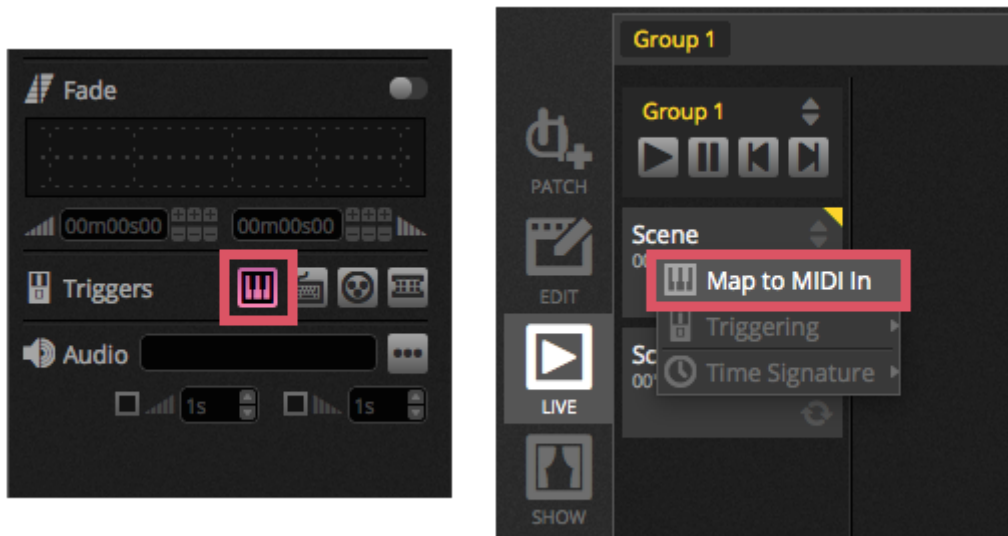 Fade
00m00s00 00m00s00
Triggers
Audio
1s 1s
Group 1
Group 1
PATCH
Scene
Map to MIDI In
EDIT
Triggering
Time Signature
LIVE
SHOW